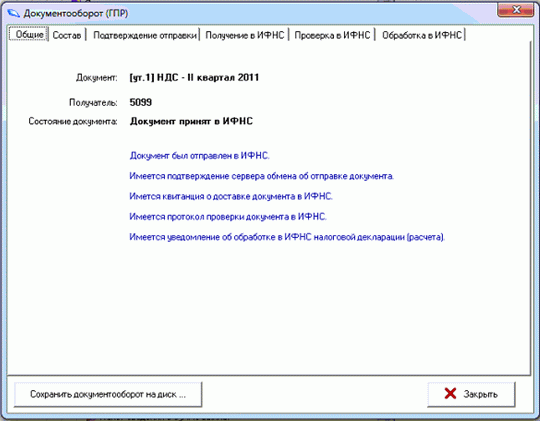 Документооборот (ГПР)
Общие Состав Подтверждение отправки Получение в ИФНС Проверка в ИФНС Обработка в ИФНС
Документ: [ут.1] НДС - II квартал 2011
Получатель: 5099
Состояние документа: Документ принят в ИФНС
Документ был отправлен в ИФНС.
Имеется подтверждение сервера обмена об отправке документа.
Имется квитанция о доставке документа в ИФНС.
Имеется протокол проверки документа в ИФНС.
Имеется уведомление об обработке в ИФНС налоговой декларации (расчета).
Сохранить документооборот на диск ... Закрыть